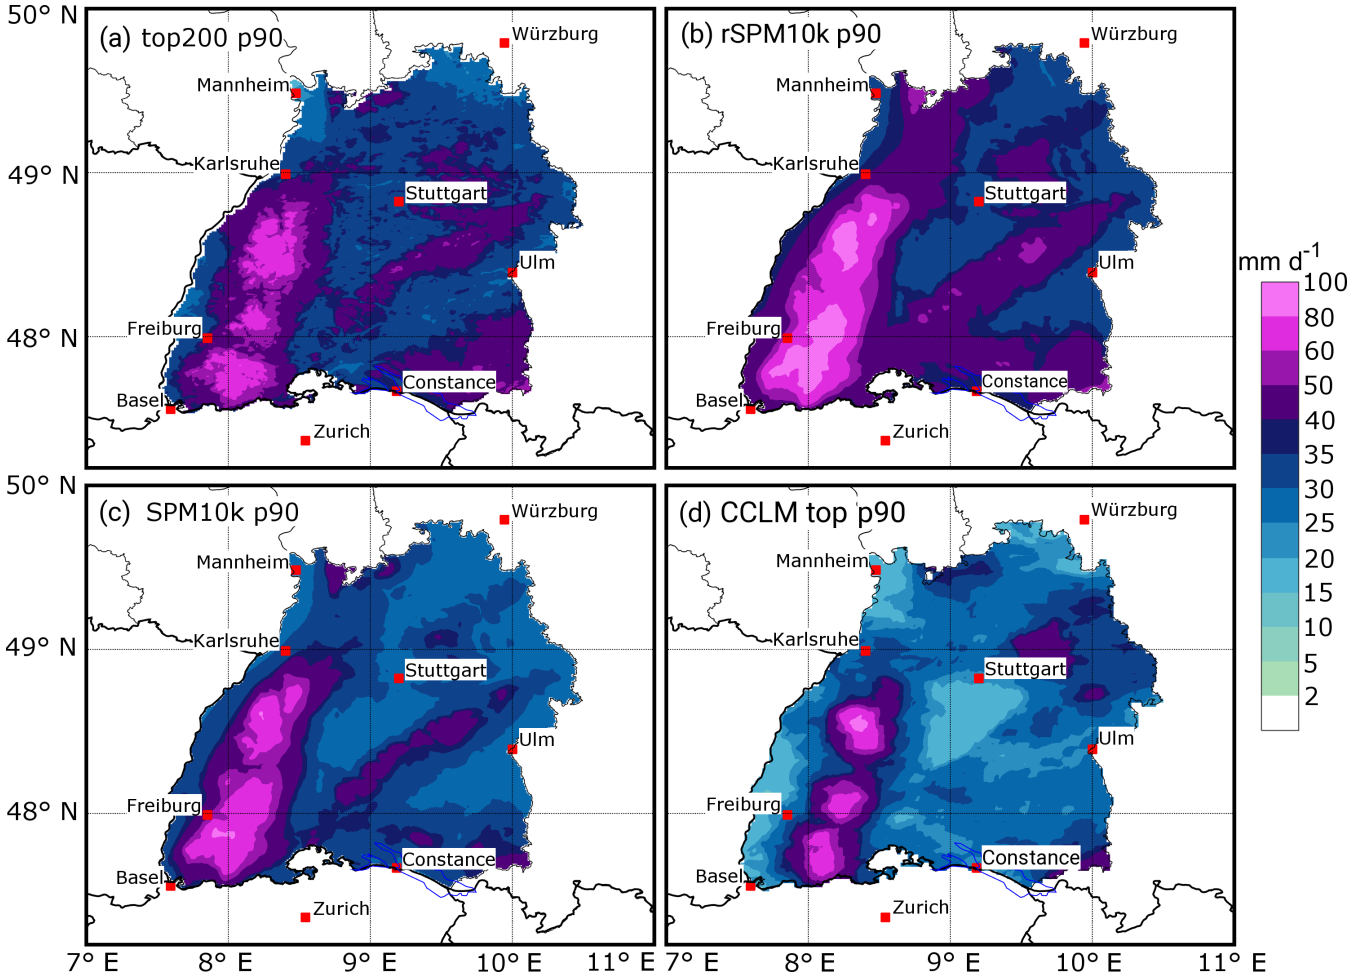 50° N
(a) top200 p90
Würzburg
Mannheim
Karlsruhe
49° N
Stuttgart
Ulm
Freiburg
48° N
Constance
Basel
Zurich
(b) rSPM10k p90
Würzburg
Mannheim
Karlsruhe
Stuttgart
Ulm
Freiburg
Constance
Basel
Zurich
mm d-1
100
80
60
50
40
35
30
25
20
15
10
5
2
50° N
(c) SPM10k p90
Würzburg
Mannheim
Karlsruhe
49° N
Stuttgart
Ulm
Freiburg
48° N
Constance
Basel
Zurich
7° E
8° E
9° E
10° E
11° E
(d) CCLM top p90
Würzburg
Mannheim
Karlsruhe
Stuttgart
Ulm
Freiburg
Constance
Basel
Zurich
7° E
8° E
9° E
10° E
11° E